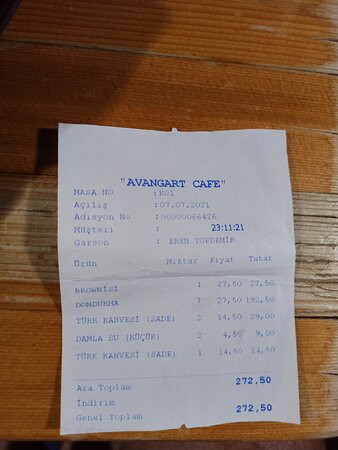 "AVANGART CAFE"
MASA NO : K01
Açılış : 07.07.2021
Adisyon No : 00000066426
Müşteri : 23:11:21
Garson : EREN TOPDEMİR
Ürün Miktar Fiyat Tutar
BROWNİSİ 1 27,50 27,50
DONDURMA 7 27,50 192,50
TÜRK KAHVESİ (SADE) 2 14,50 29,00
DAMLA SU (KÜÇÜK) 2 4,50 9,00
TÜRK KAHVESİ (SADE) 1 14,50 14,50
Ara Toplam 272,50
İndirim
Genel Toplam 272,50